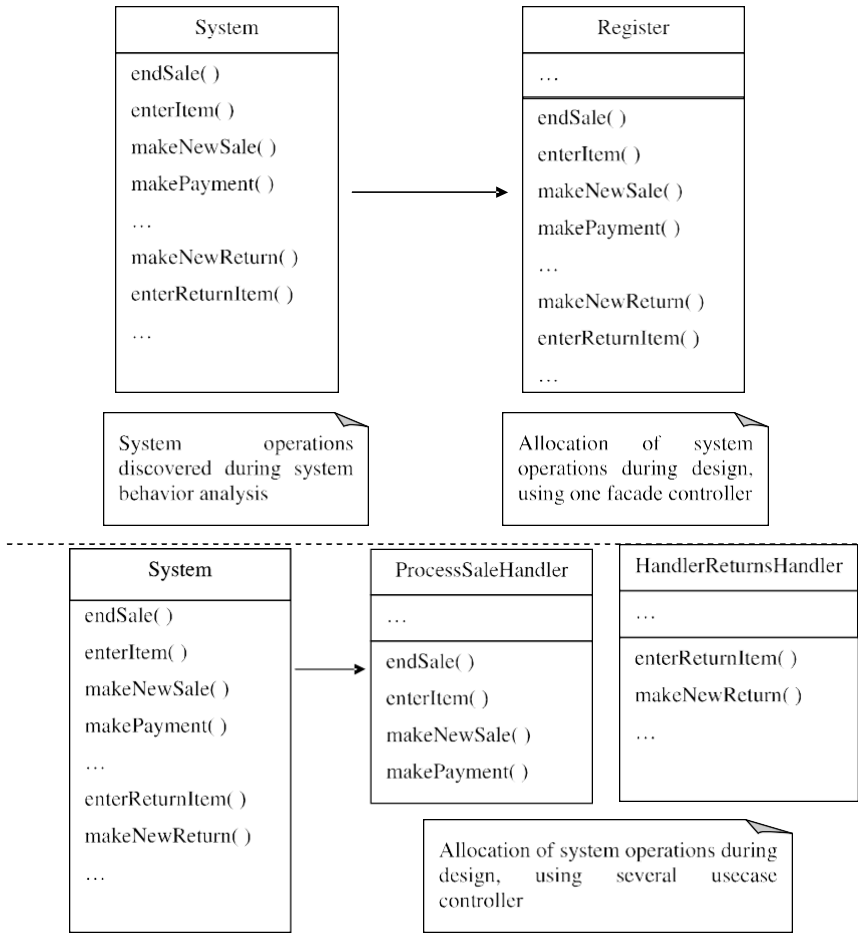 System
endSale( )
enterItem( )
makeNewSale( )
makePayment( )
…
makeNewReturn( )
enterReturnItem( )
…
Register
…
endSale( )
enterItem( )
makeNewSale( )
makePayment( )
…
makeNewReturn( )
enterReturnItem( )
…
System operations
discovered during system
behavior analysis
Allocation of system
operations during design,
using one facade controller
System
endSale( )
enterItem( )
makeNewSale( )
makePayment( )
…
enterReturnItem( )
makeNewReturn( )
…
ProcessSaleHandler
…
endSale( )
enterItem( )
makeNewSale( )
makePayment( )
HandlerReturnsHandler
…
enterReturnItem( )
makeNewReturn( )
…
Allocation of system operations during
design, using several usecase
controller